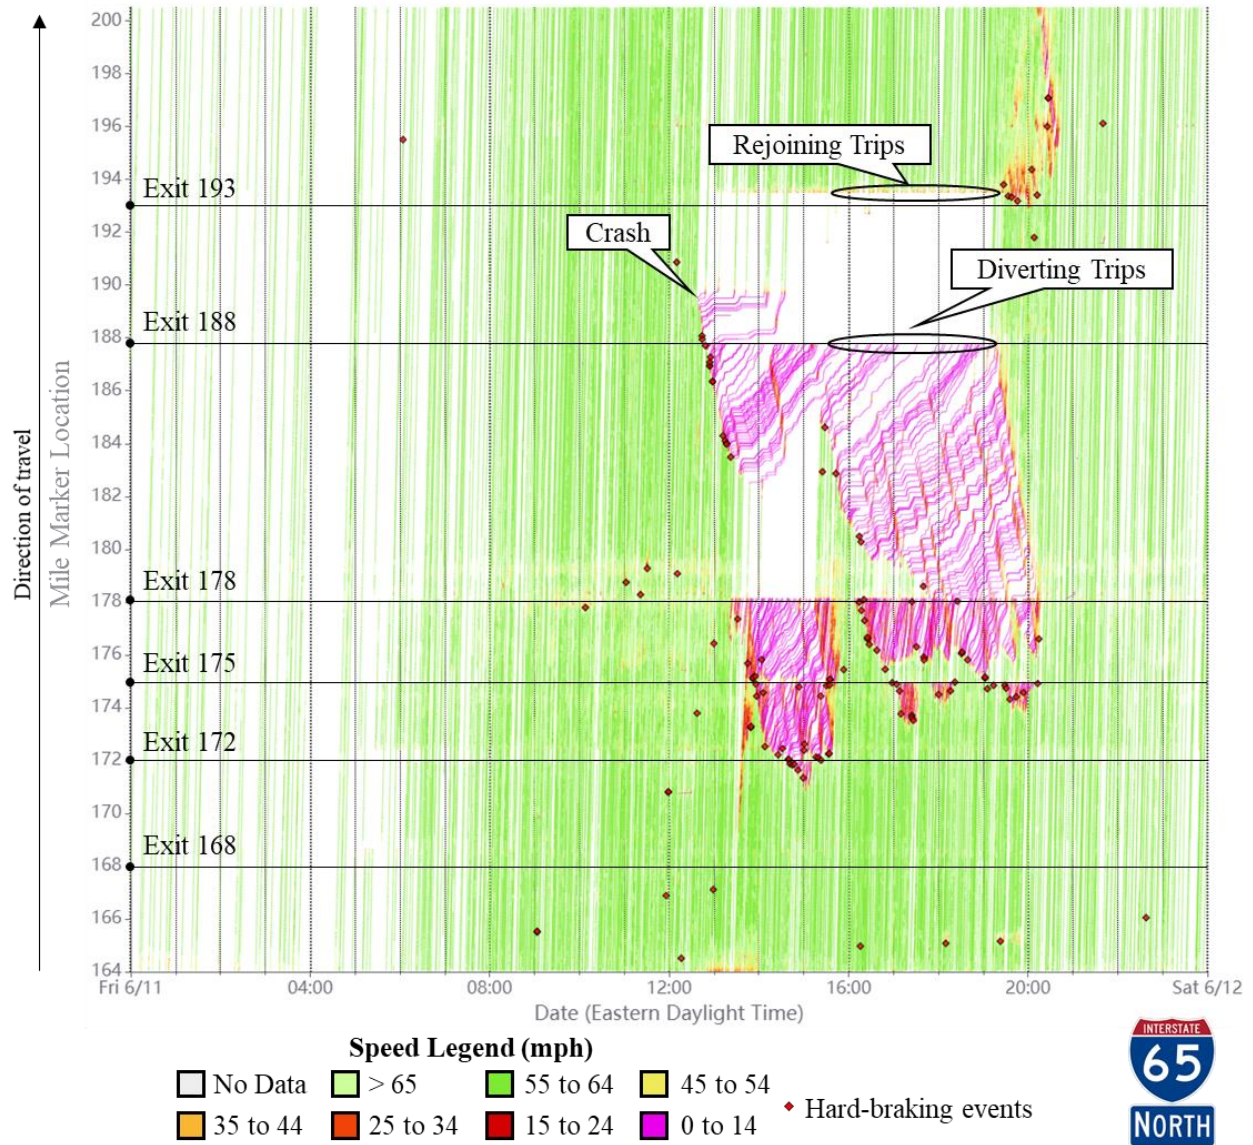 Direction of travel
Mile Marker Location
200
198
196
194
192
190
188
186
184
182
180
178
176
174
172
170
168
166
164
Exit 193
Exit 188
Exit 178
Exit 175
Exit 172
Exit 168
Rejoining Trips
Crash
Diverting Trips
Fri 6/11
04:00
08:00
12:00
16:00
20:00
Sat 6/12
Date (Eastern Daylight Time)
Speed Legend (mph)
No Data
> 65
55 to 64
45 to 54
35 to 44
25 to 34
15 to 24
0 to 14
Hard-braking events
INTERSTATE
65
NORTH